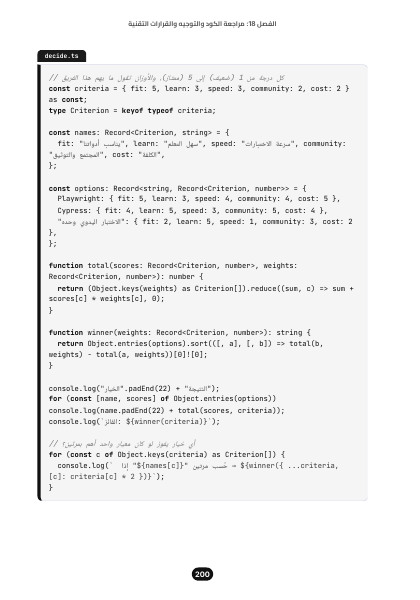 الفصل 18: مراجعة الكود والتوجيه والقرارات التقنية
decide.ts
// كل درجة من 1 (ضعيف) إلى 5 (ممتاز)، والأوزان تقول ما يهم هذا الفريق
const criteria = { fit: 5, learn: 3, speed: 3, community: 2, cost: 2 }
as const;
type Criterion = keyof typeof criteria;
const names: Record<Criterion, string> = {
fit: "يناسب أدواتنا", learn: "سهل التعلم", speed: "سرعة الاختبارات", community:
"المجتمع والتوثيق", cost: "الكلفة",
};
const options: Record<string, Record<Criterion, number>> = {
Playwright: { fit: 5, learn: 3, speed: 4, community: 4, cost: 5 },
Cypress: { fit: 4, learn: 5, speed: 3, community: 5, cost: 4 },
"الاختبار اليدوي وحده": { fit: 2, learn: 5, speed: 1, community: 3, cost: 2
},
};
function total(scores: Record<Criterion, number>, weights:
Record<Criterion, number>): number {
return (Object.keys(weights) as Criterion[]).reduce((sum, c) => sum +
scores[c] * weights[c], 0);
}
function winner(weights: Record<Criterion, number>): string {
return Object.entries(options).sort(([, a], [, b]) => total(b,
weights) - total(a, weights))[0]![0];
}
console.log("الخيار".padEnd(22) + "النتيجة");
for (const [name, scores] of Object.entries(options))
console.log(name.padEnd(22) + total(scores, criteria));
console.log(`الفائز: ${winner(criteria)}`);
// أي خيار يفوز لو كان معيار واحد أهم بمرتين؟
for (const c of Object.keys(criteria) as Criterion[]) {
console.log(` إذا "${names[c]}" حُسب مرتين → ${winner({ ...criteria,
[c]: criteria[c] * 2 })}`);
}
200